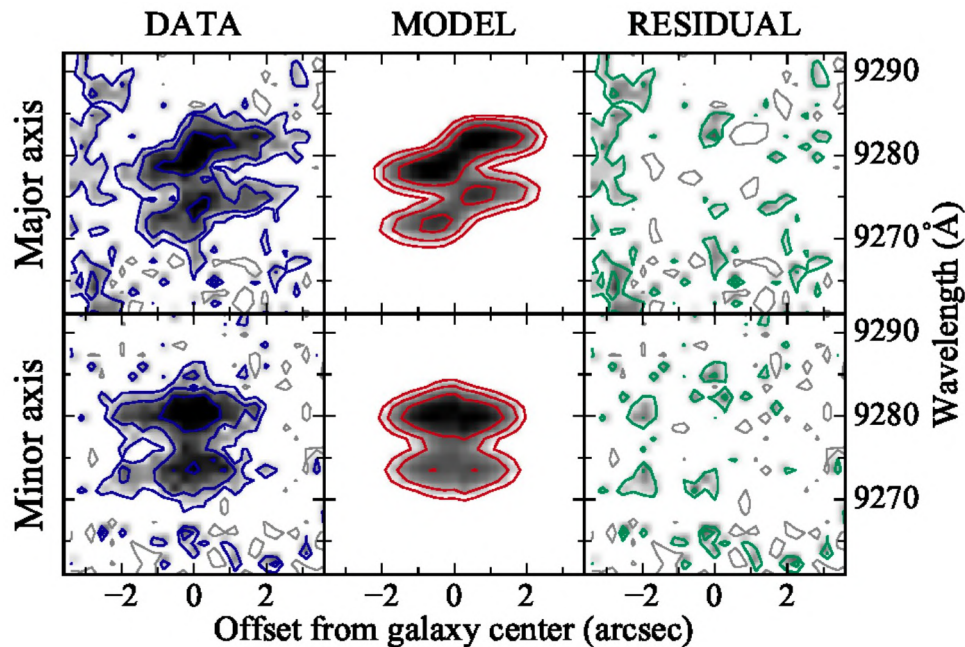 DATA MODEL RESIDUAL
Major axis
9290
9280
9270
Minor axis
9290
9280
9270
Wavelength (Å)
−2 0 2 −2 0 2 −2 0 2
Offset from galaxy center (arcsec)